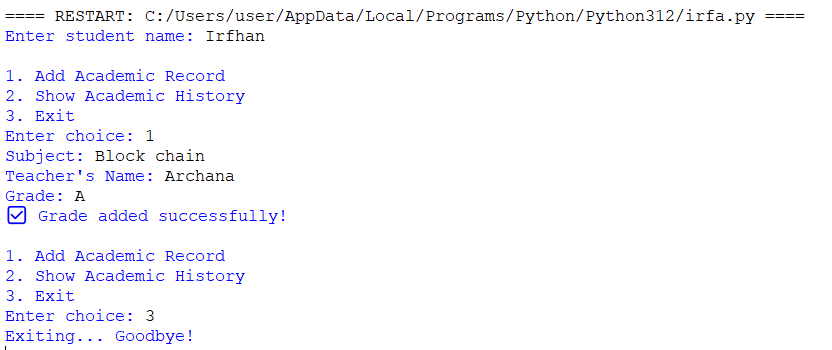 ==== RESTART: C:/Users/user/AppData/Local/Programs/Python/Python312/irfa.py ====
Enter student name: Irfhan

1. Add Academic Record
2. Show Academic History
3. Exit
Enter choice: 1
Subject: Block chain
Teacher's Name: Archana
Grade: A
☑ Grade added successfully!

1. Add Academic Record
2. Show Academic History
3. Exit
Enter choice: 3
Exiting... Goodbye!